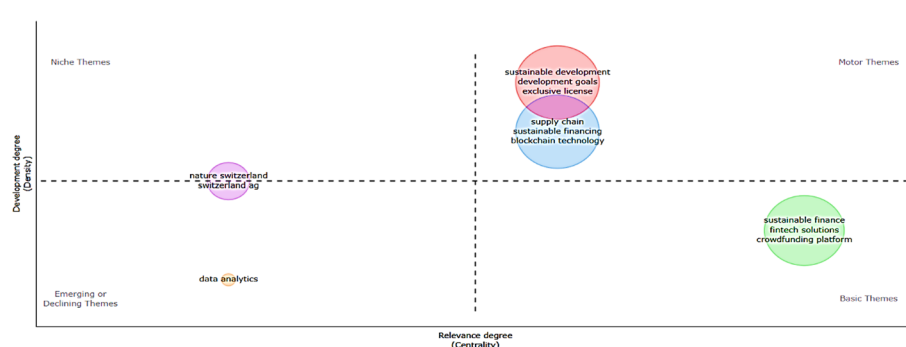 Niche Themes
Motor Themes
sustainable development
development goals
exclusive license
supply chain
sustainable financing
blockchain technology
Development degree
(Density)
nature switzerland
switzerland ag
sustainable finance
fintech solutions
crowdfunding platform
data analytics
Emerging or
Declining Themes
Basic Themes
Relevance degree
(Centrality)